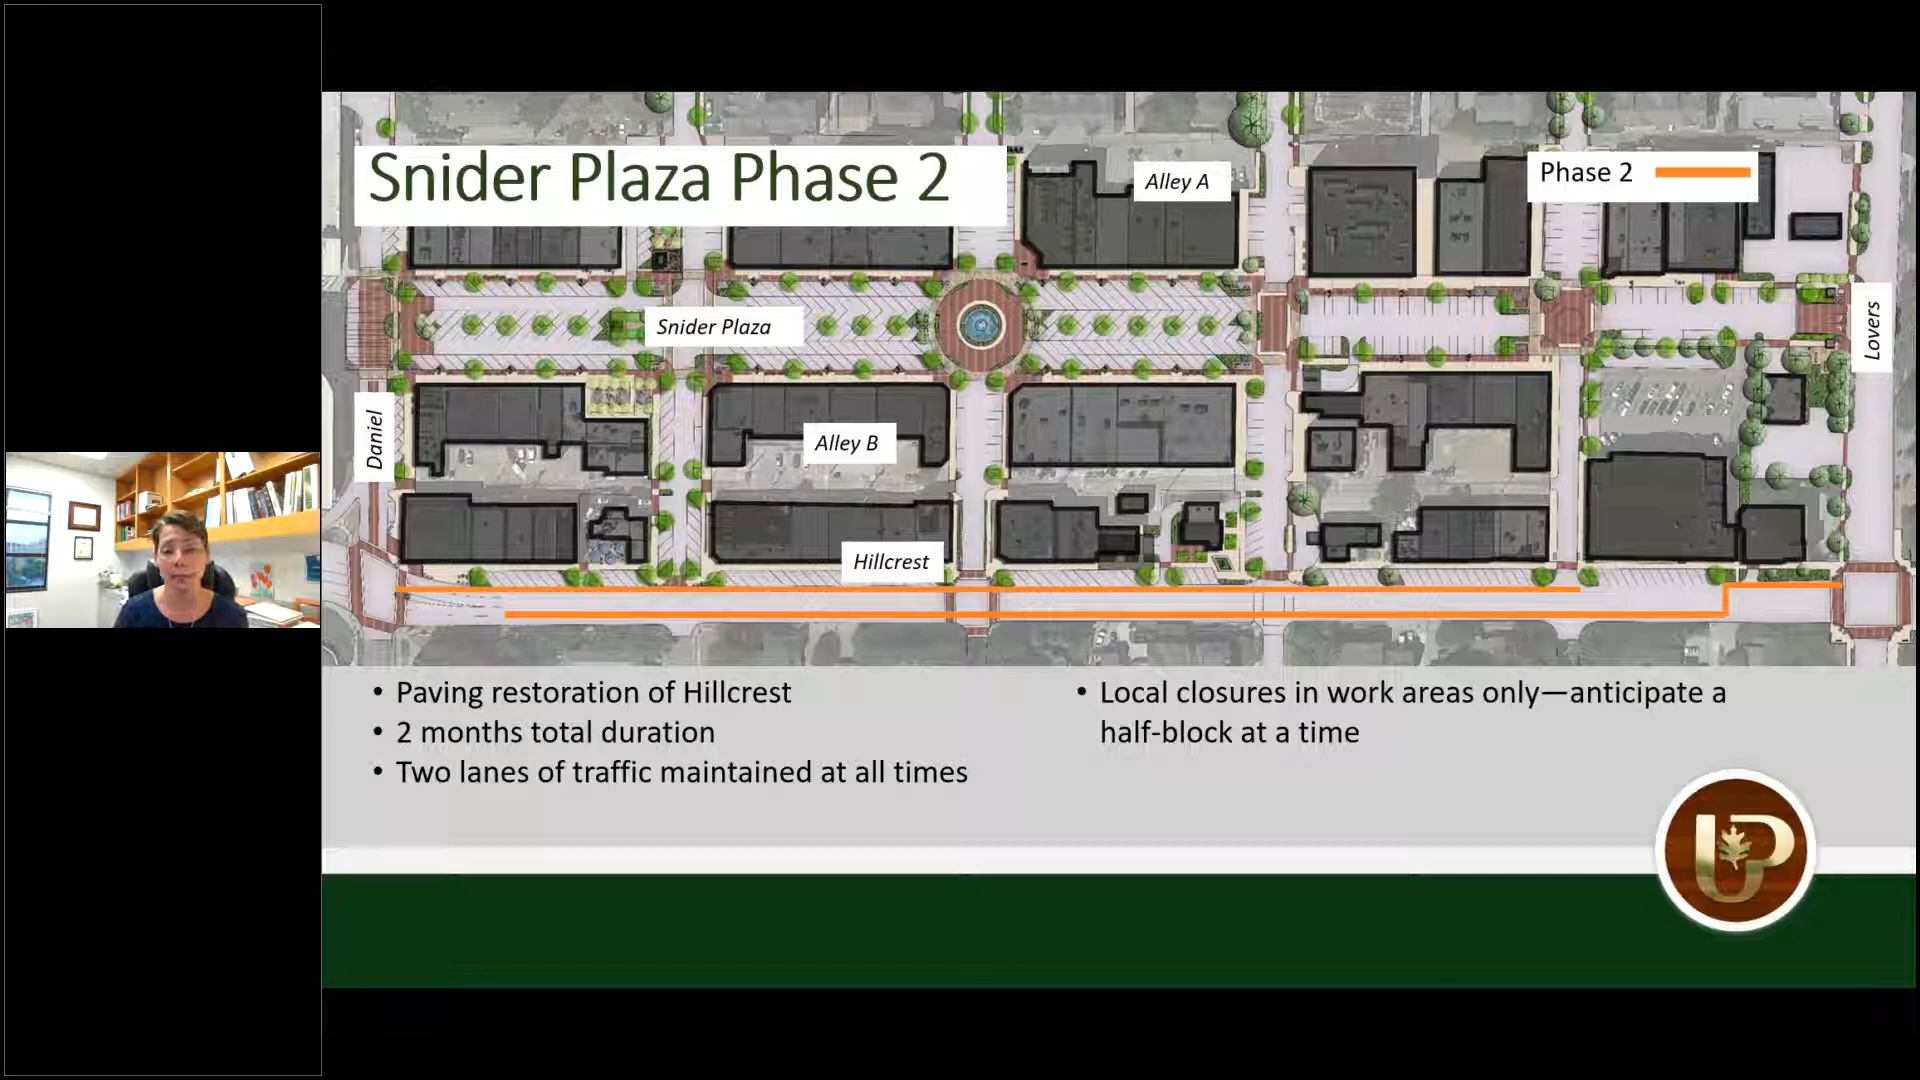 Snider Plaza Phase 2
Alley A
Phase 2
Snider Plaza
Lovers
Daniel
Alley B
Hillcrest
• Paving restoration of Hillcrest
• 2 months total duration
• Two lanes of traffic maintained at all times
• Local closures in work areas only—anticipate a
half-block at a time
UP